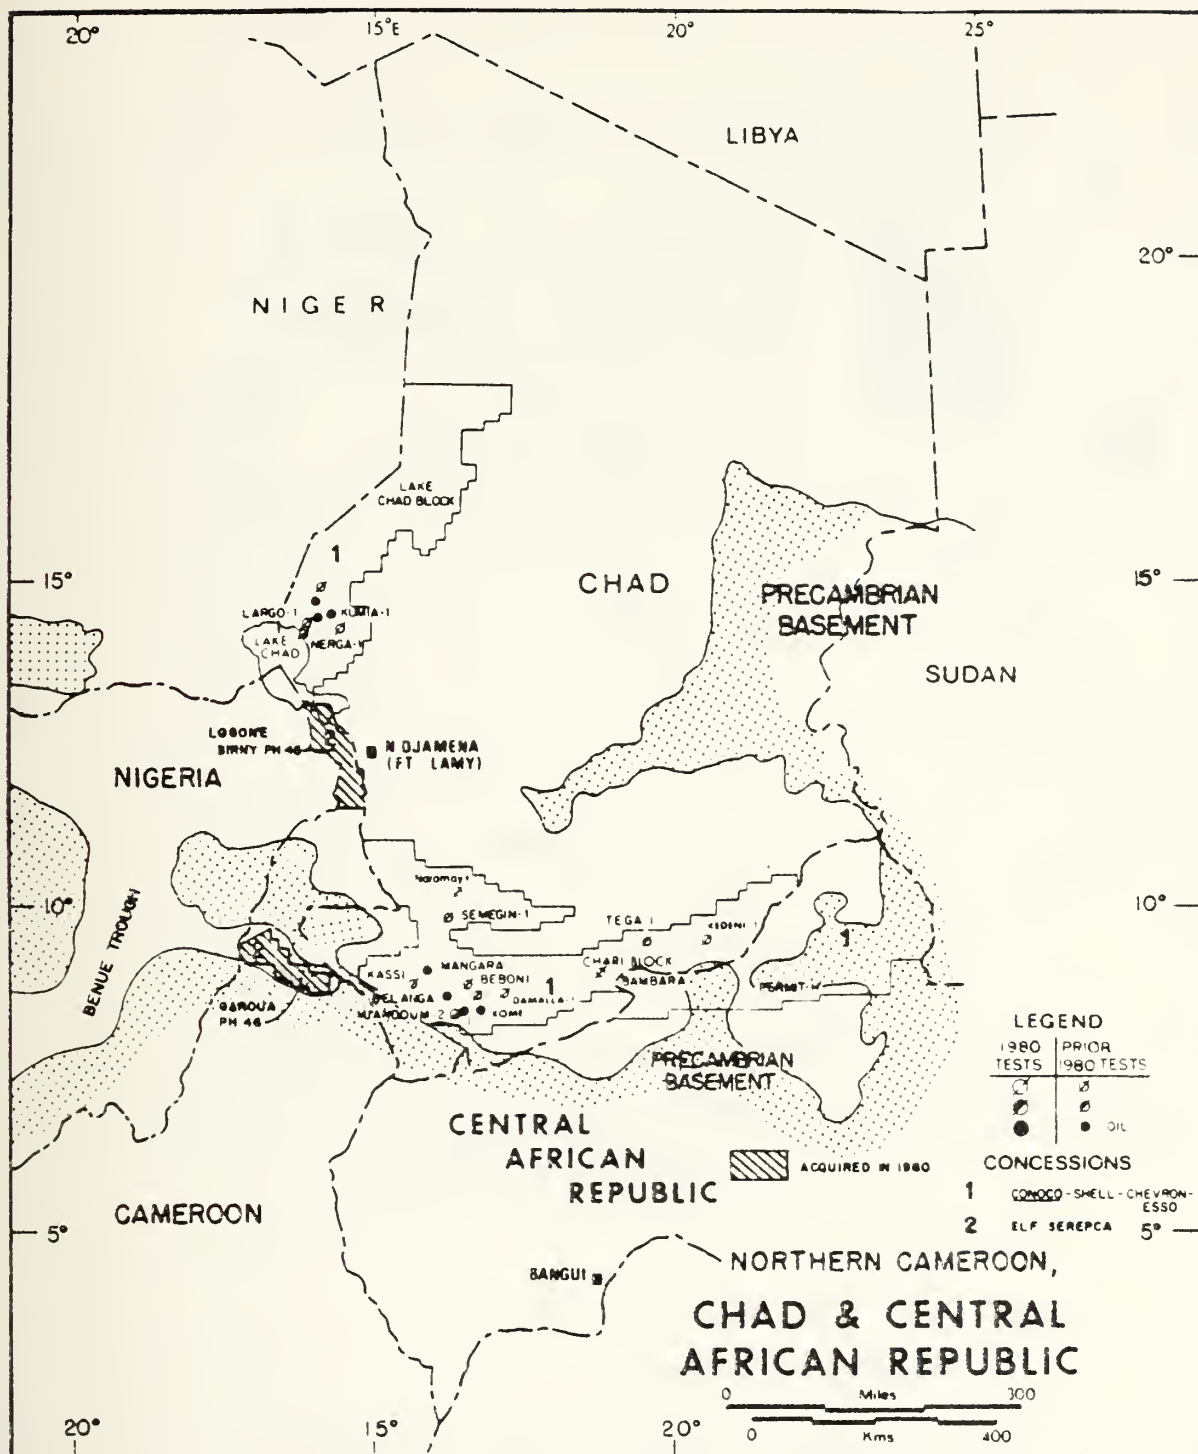 20° 15°E 20° 25°
LIBYA
20°
NIGER
LAKE
CHAD BLOCK
1
15° CHAD 15°
PRECAMBRIAN
BASEMENT
LARGO-1 KUMIA-1
LAKE
CHAD
NERGA-1
SUDAN
BIRNY PH 46
N DJAMENA
(FT LAMY)
NIGERIA
10° 10°
SEMEGIN-1
TEGA 1
KEDENI
1
BENUE TROUGH
CHARI BLOCK
BAMBARA
KASSI
MANGARA
BEBONI
1
BELANGA
DAMALLA
KOME
GAROUA
PH 46
PERMIT
PRECAMBRIAN
BASEMENT
LEGEND
1980
TESTS
PRIOR
1980 TESTS
OIL
CENTRAL
AFRICAN
REPUBLIC
ACQUIRED IN 1980
CONCESSIONS
1 CONOCO-SHELL-CHEVRON-
ESSO
2 ELF SEREPCA
CAMEROON
5° 5°
BANGUI
NORTHERN CAMEROON,
CHAD & CENTRAL
AFRICAN REPUBLIC
0 Miles 300
0 Kms 400
20° 15° 20°